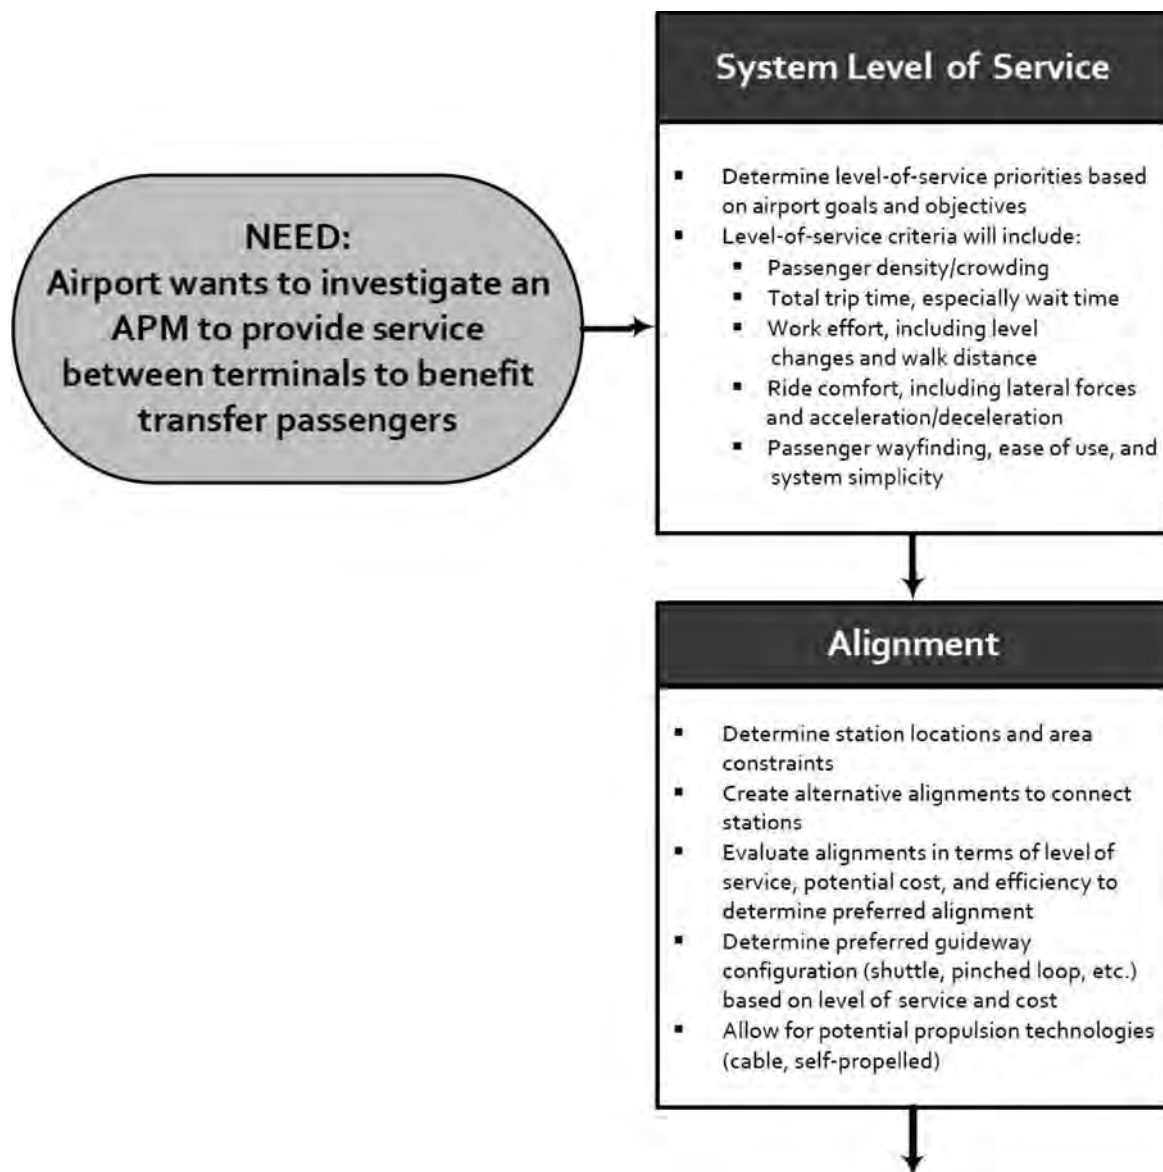 NEED:
Airport wants to investigate an
APM to provide service
between terminals to benefit
transfer passengers
System Level of Service
▪ Determine level-of-service priorities based
on airport goals and objectives
▪ Level-of-service criteria will include:
▪ Passenger density/crowding
▪ Total trip time, especially wait time
▪ Work effort, including level
changes and walk distance
▪ Ride comfort, including lateral forces
and acceleration/deceleration
▪ Passenger wayfinding, ease of use, and
system simplicity
Alignment
▪ Determine station locations and area
constraints
▪ Create alternative alignments to connect
stations
▪ Evaluate alignments in terms of level of
service, potential cost, and efficiency to
determine preferred alignment
▪ Determine preferred guideway
configuration (shuttle, pinched loop, etc.)
based on level of service and cost
▪ Allow for potential propulsion technologies
(cable, self-propelled)